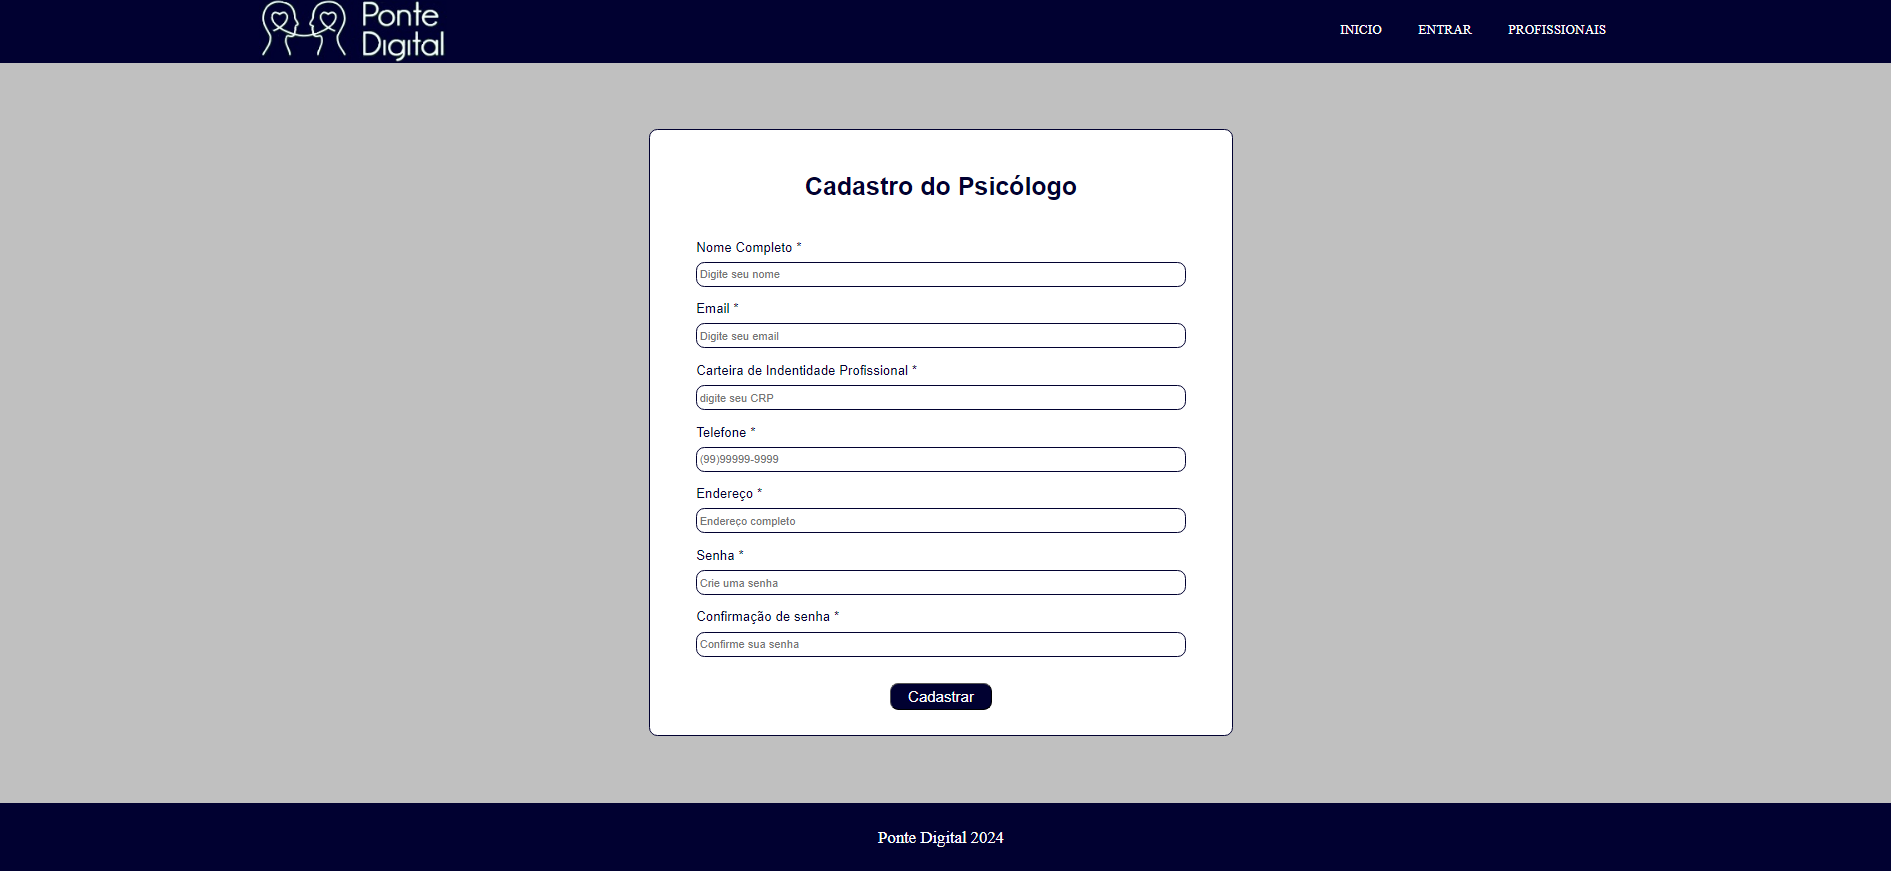 Ponte
Digital
INICIO ENTRAR PROFISSIONAIS
Cadastro do Psicólogo
Nome Completo *
Digite seu nome
Email *
Digite seu email
Carteira de Indentidade Profissional *
digite seu CRP
Telefone *
(99)99999-9999
Endereço *
Endereço completo
Senha *
Crie uma senha
Confirmação de senha *
Confirme sua senha
Cadastrar
Ponte Digital 2024